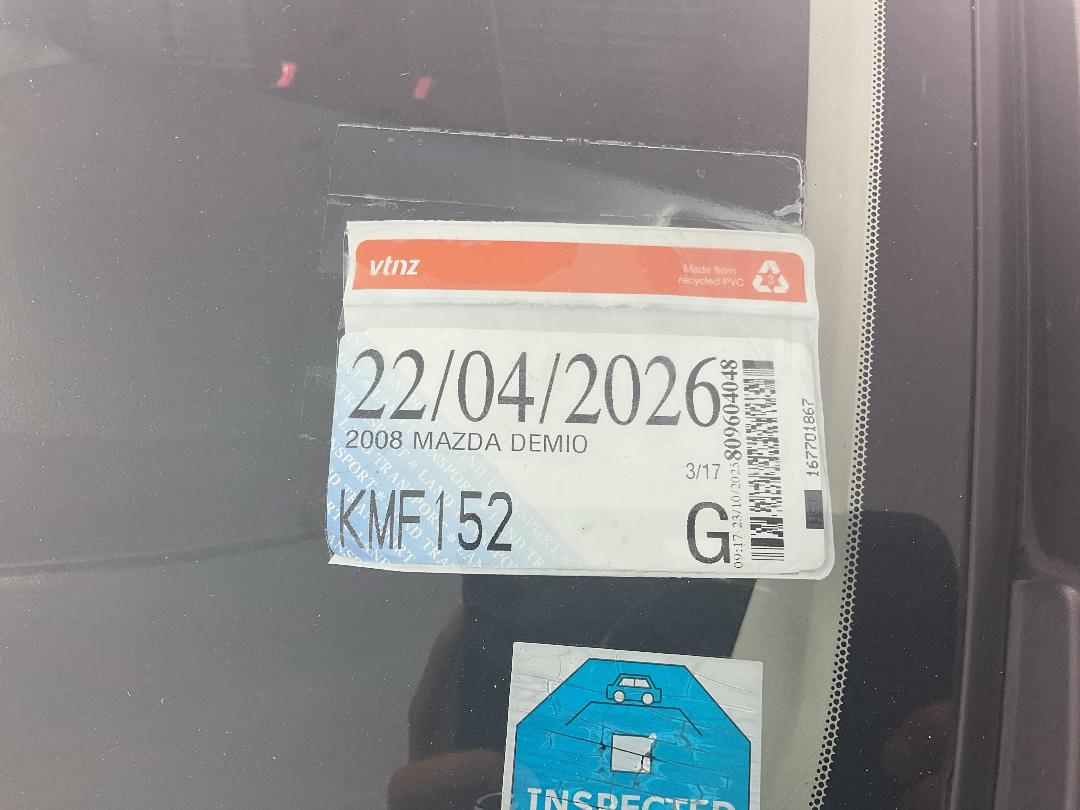 vtnz
Made from
recycled PVC
3
22/04/2026
2008 MAZDA DEMIO
3/17
KMF152
G
09:17 23/10/2025 809604048
167701867
INSPECTED